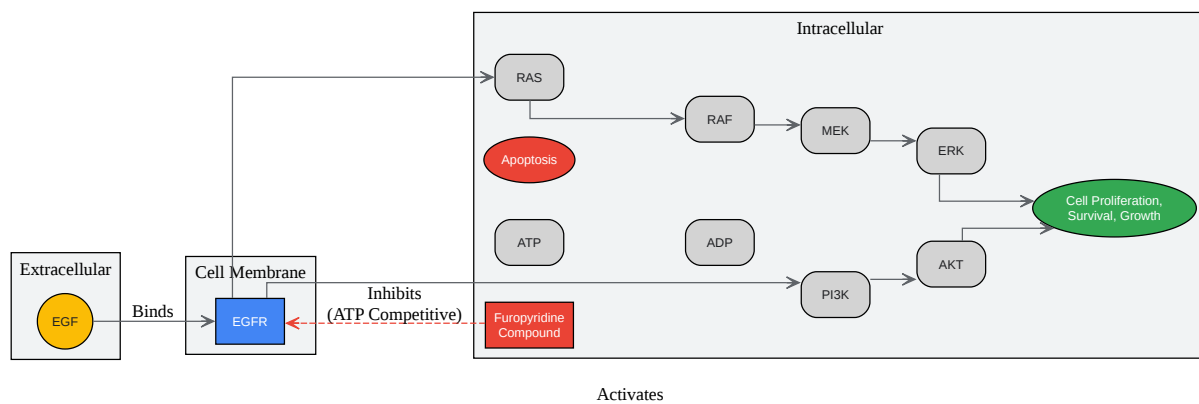 Intracellular
RAS
RAF
MEK
ERK
Apoptosis
Cell Proliferation,
Survival, Growth
ATP
ADP
AKT
PI3K
Extracellular
EGF
Binds
Cell Membrane
EGFR
Inhibits
(ATP Competitive)
Furopyridine
Compound
Activates